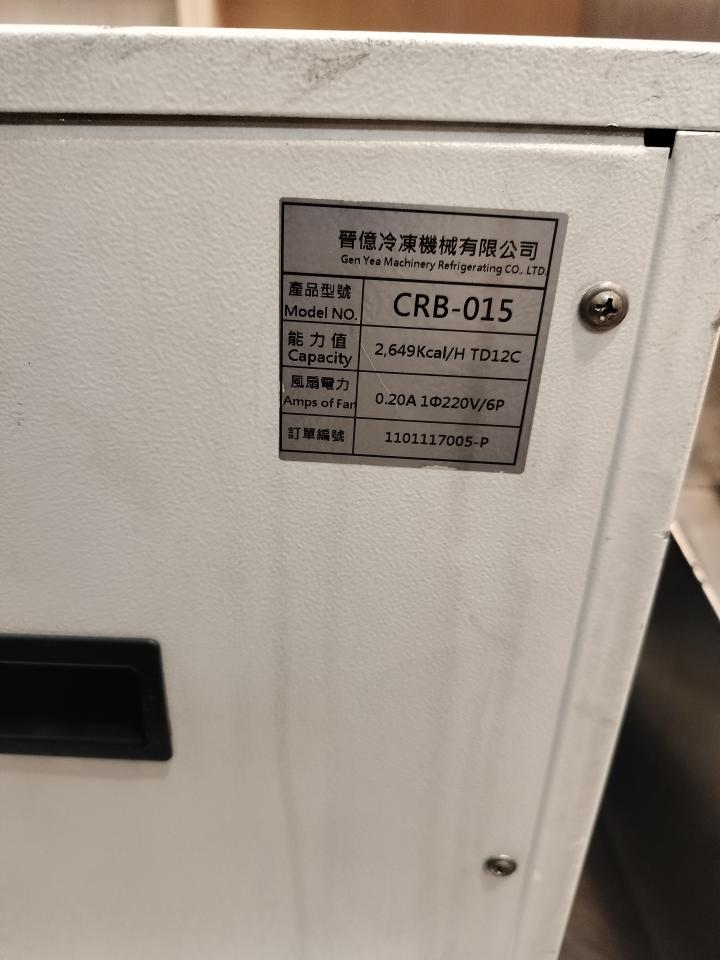 晉億冷凍機械有限公司
Gen Yea Machinery Refrigerating CO., LTD.
產品型號
Model NO.
CRB-015
能力值
Capacity
2,649Kcal/H TD12C
風扇電力
Amps of Fan
0.20A 1Φ220V/6P
訂單編號
1101117005-P